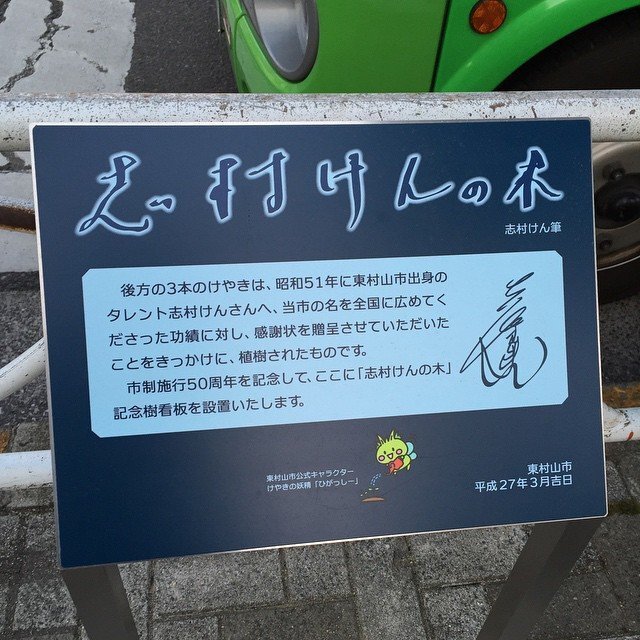 志村けんの木
志村けん筆
後方の3本のけやきは、昭和51年に東村山市出身の
タレント志村けんさんへ、当市の名を全国に広めてく
ださった功績に対し、感謝状を贈呈させていただいた
ことをきっかけに、植樹されたものです。
市制施行50周年を記念して、ここに「志村けんの木」
記念樹看板を設置いたします。
東村山市公式キャラクター
けやきの妖精「ひがっしー」
東村山市
平成27年3月吉日